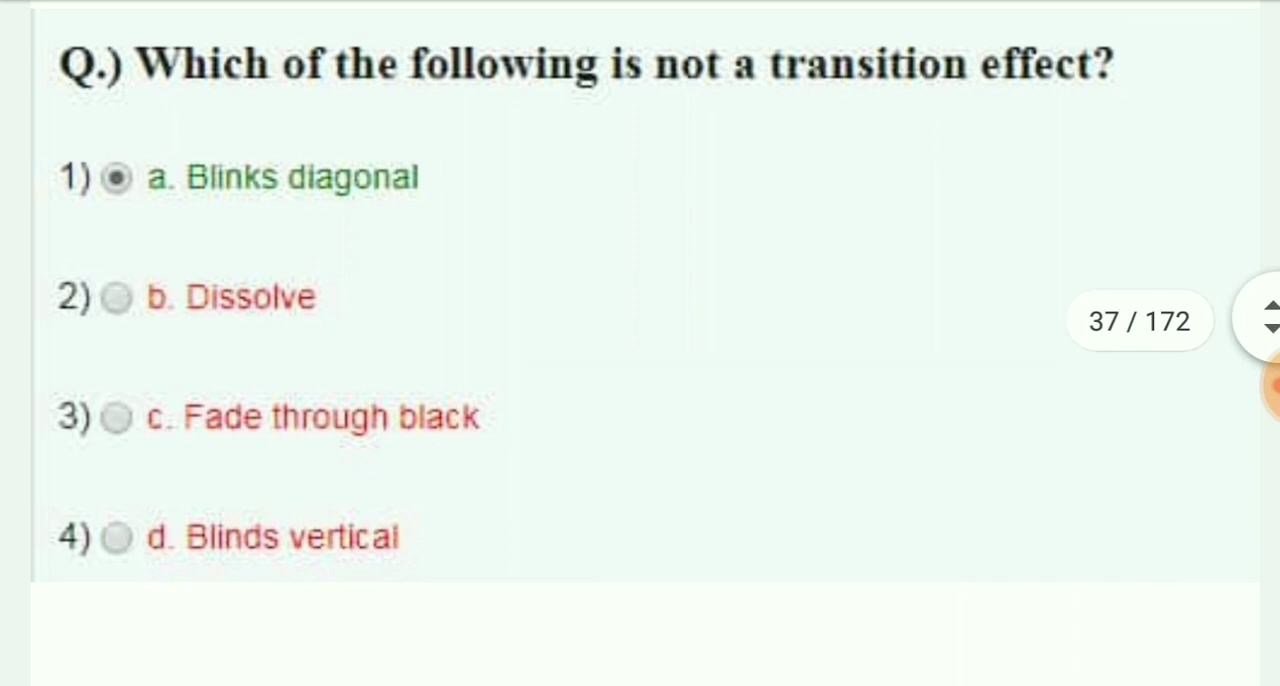 Q.) Which of the following is not a transition effect?
1) a. Blinks diagonal
2) b. Dissolve
37 / 172
3) c. Fade through black
4) d. Blinds vertical